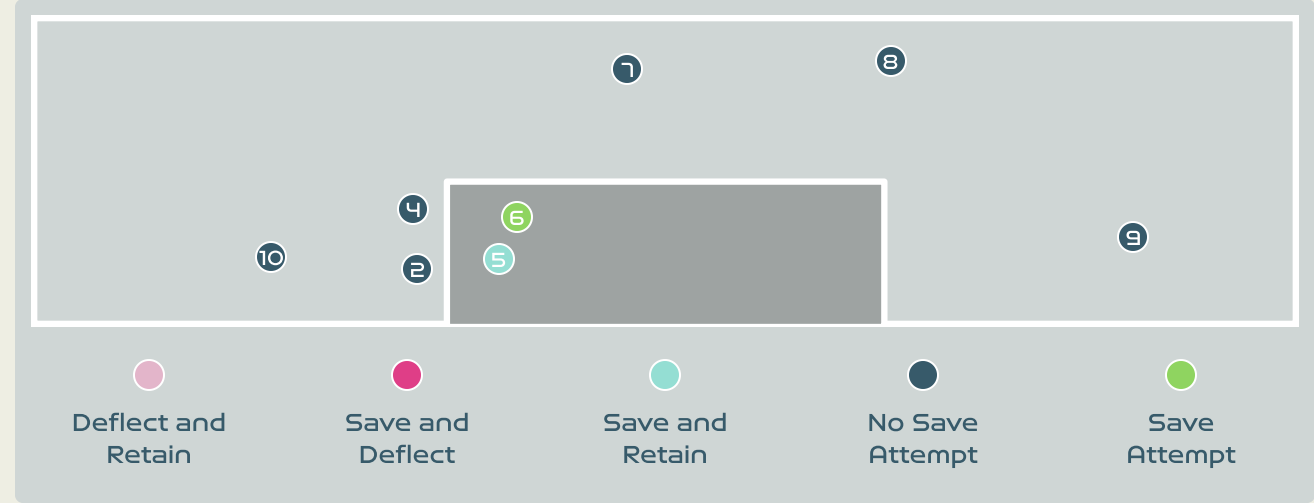 7
8
4
6
9
10
2
5
Deflect and
Retain
Save and
Deflect
Save and
Retain
No Save
Attempt
Save
Attempt